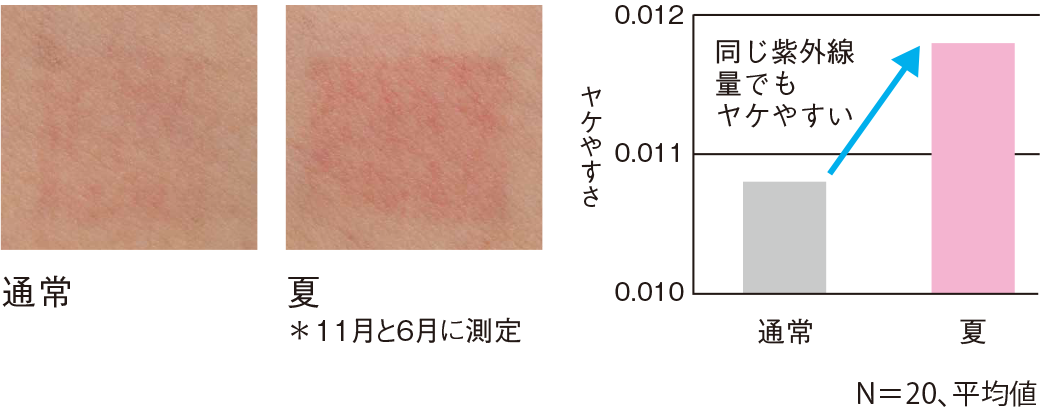 通常
夏
＊11月と6月に測定
ヤケやすさ
0.012
0.011
0.010
同じ紫外線
量でも
ヤケやすい
通常
夏
N＝20、平均値